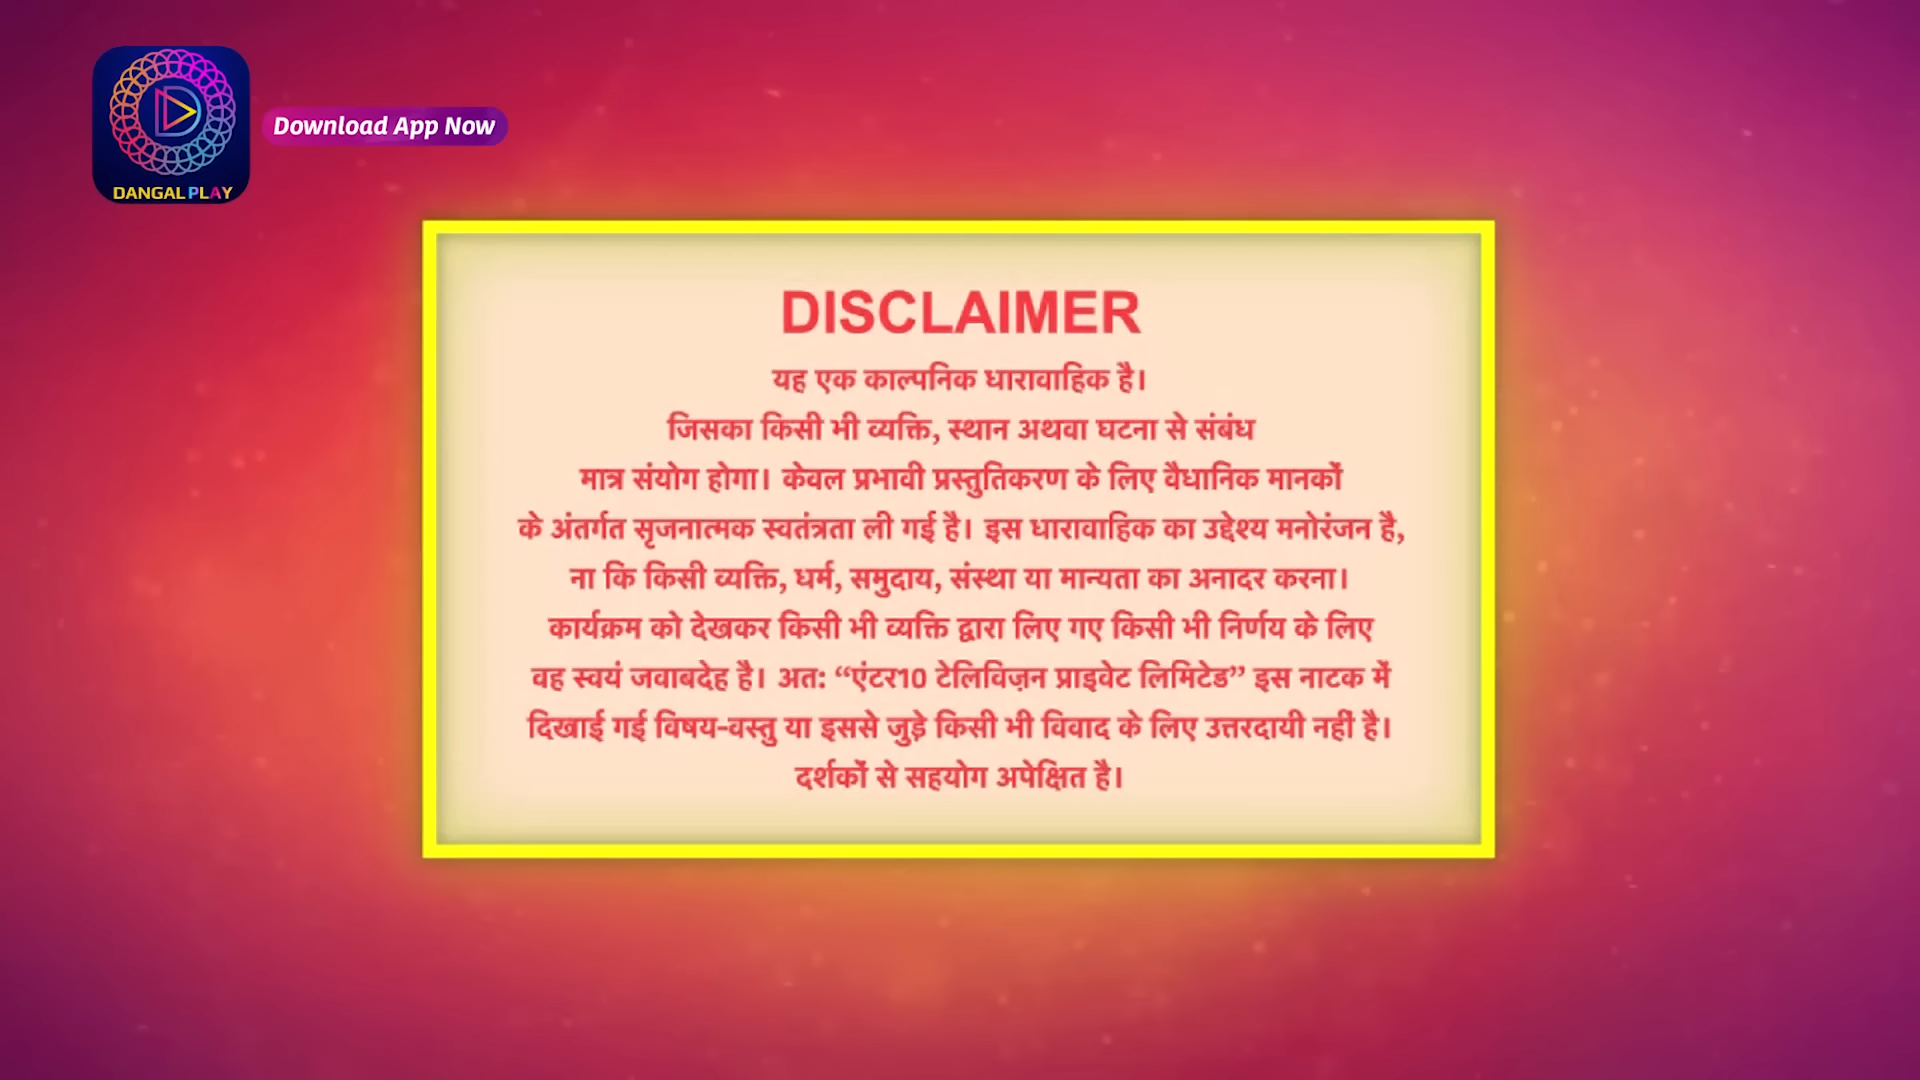 DANGAL PLAY
Download App Now
DISCLAIMER
यह एक काल्पनिक धारावाहिक है।
जिसका किसी भी व्यक्ति, स्थान अथवा घटना से संबंध
मात्र संयोग होगा। केवल प्रभावी प्रस्तुतिकरण के लिए वैधानिक मानकों
के अंतर्गत सृजनात्मक स्वतंत्रता ली गई है। इस धारावाहिक का उद्देश्य मनोरंजन है,
ना कि किसी व्यक्ति, धर्म, समुदाय, संस्था या मान्यता का अनादर करना।
कार्यक्रम को देखकर किसी भी व्यक्ति द्वारा लिए गए किसी भी निर्णय के लिए
वह स्वयं जवाबदेह है। अत: “एंटर10 टेलिविज़न प्राइवेट लिमिटेड” इस नाटक में
दिखाई गई विषय-वस्तु या इससे जुड़े किसी भी विवाद के लिए उत्तरदायी नहीं है।
दर्शकों से सहयोग अपेक्षित है।